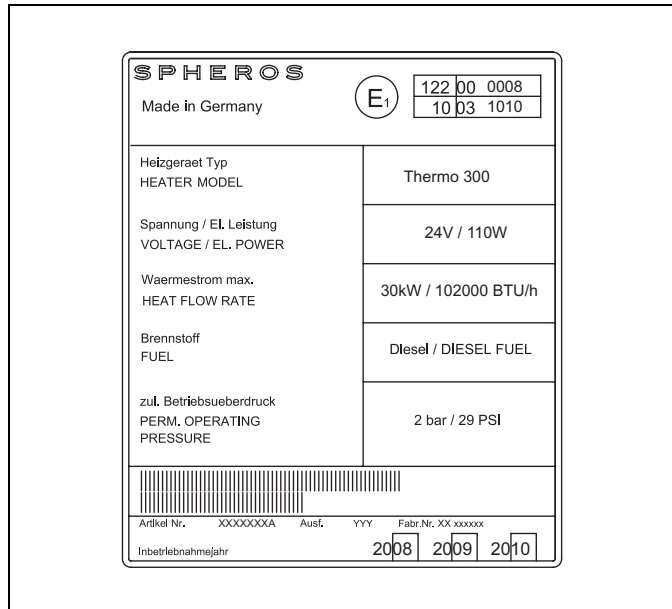 SPHEROS
Made in Germany
E1
122 00 0008
10 03 1010
Heizgeraet Typ
HEATER MODEL
Thermo 300
Spannung / El. Leistung
VOLTAGE / EL. POWER
24V / 110W
Waermestrom max.
HEAT FLOW RATE
30kW / 102000 BTU/h
Brennstoff
FUEL
Diesel / DIESEL FUEL
zul. Betriebsueberdruck
PERM. OPERATING
PRESSURE
2 bar / 29 PSI
Artikel Nr. XXXXXXXA Ausf. YYY Fabr.Nr. XX xxxxxx
Inbetriebnahmejahr 2008 2009 2010